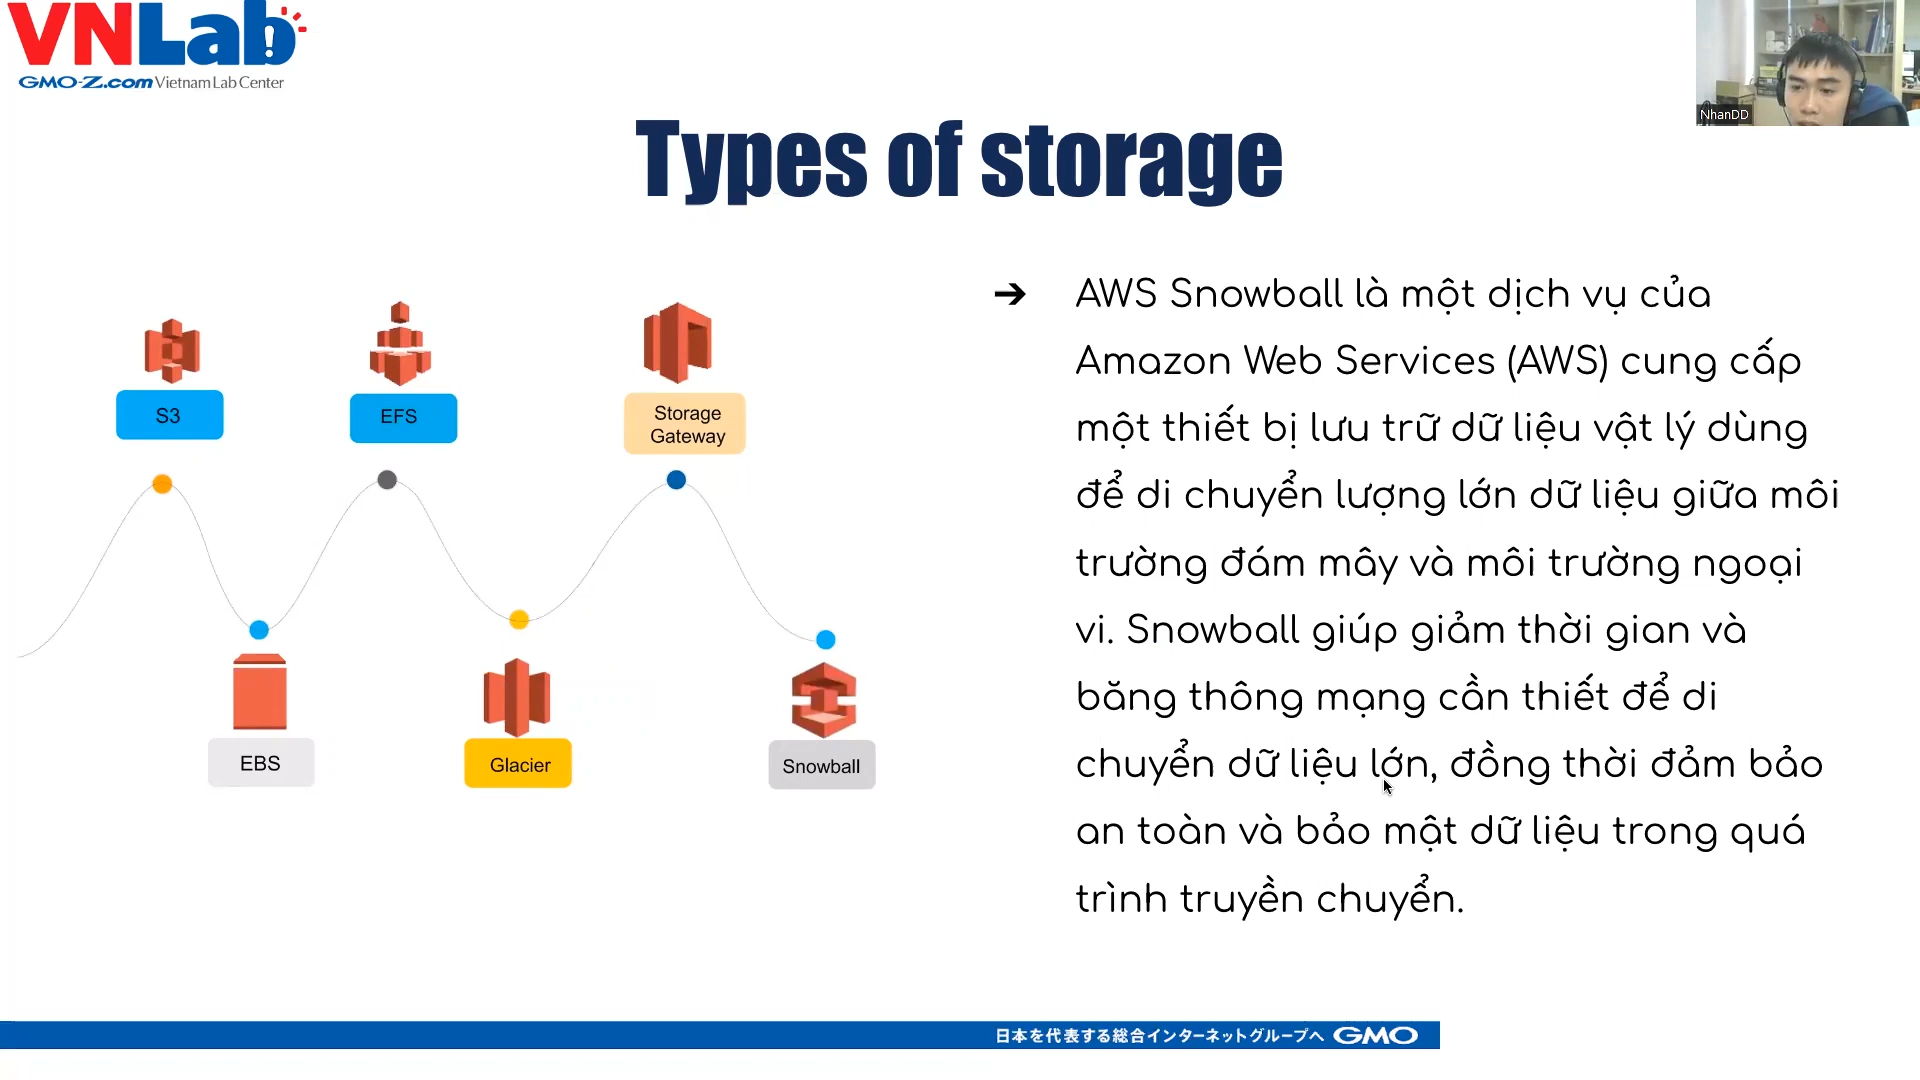 VNLab
GMO-Z.com Vietnam Lab Center
NhanDD
Types of storage
S3
EFS
Storage
Gateway
EBS
Glacier
Snowball
➔ AWS Snowball là một dịch vụ của
Amazon Web Services (AWS) cung cấp
một thiết bị lưu trữ dữ liệu vật lý dùng
để di chuyển lượng lớn dữ liệu giữa môi
trường đám mây và môi trường ngoại
vi. Snowball giúp giảm thời gian và
băng thông mạng cần thiết để di
chuyển dữ liệu lớn, đồng thời đảm bảo
an toàn và bảo mật dữ liệu trong quá
trình truyền chuyển.
日本を代表する総合インターネットグループへ GMO